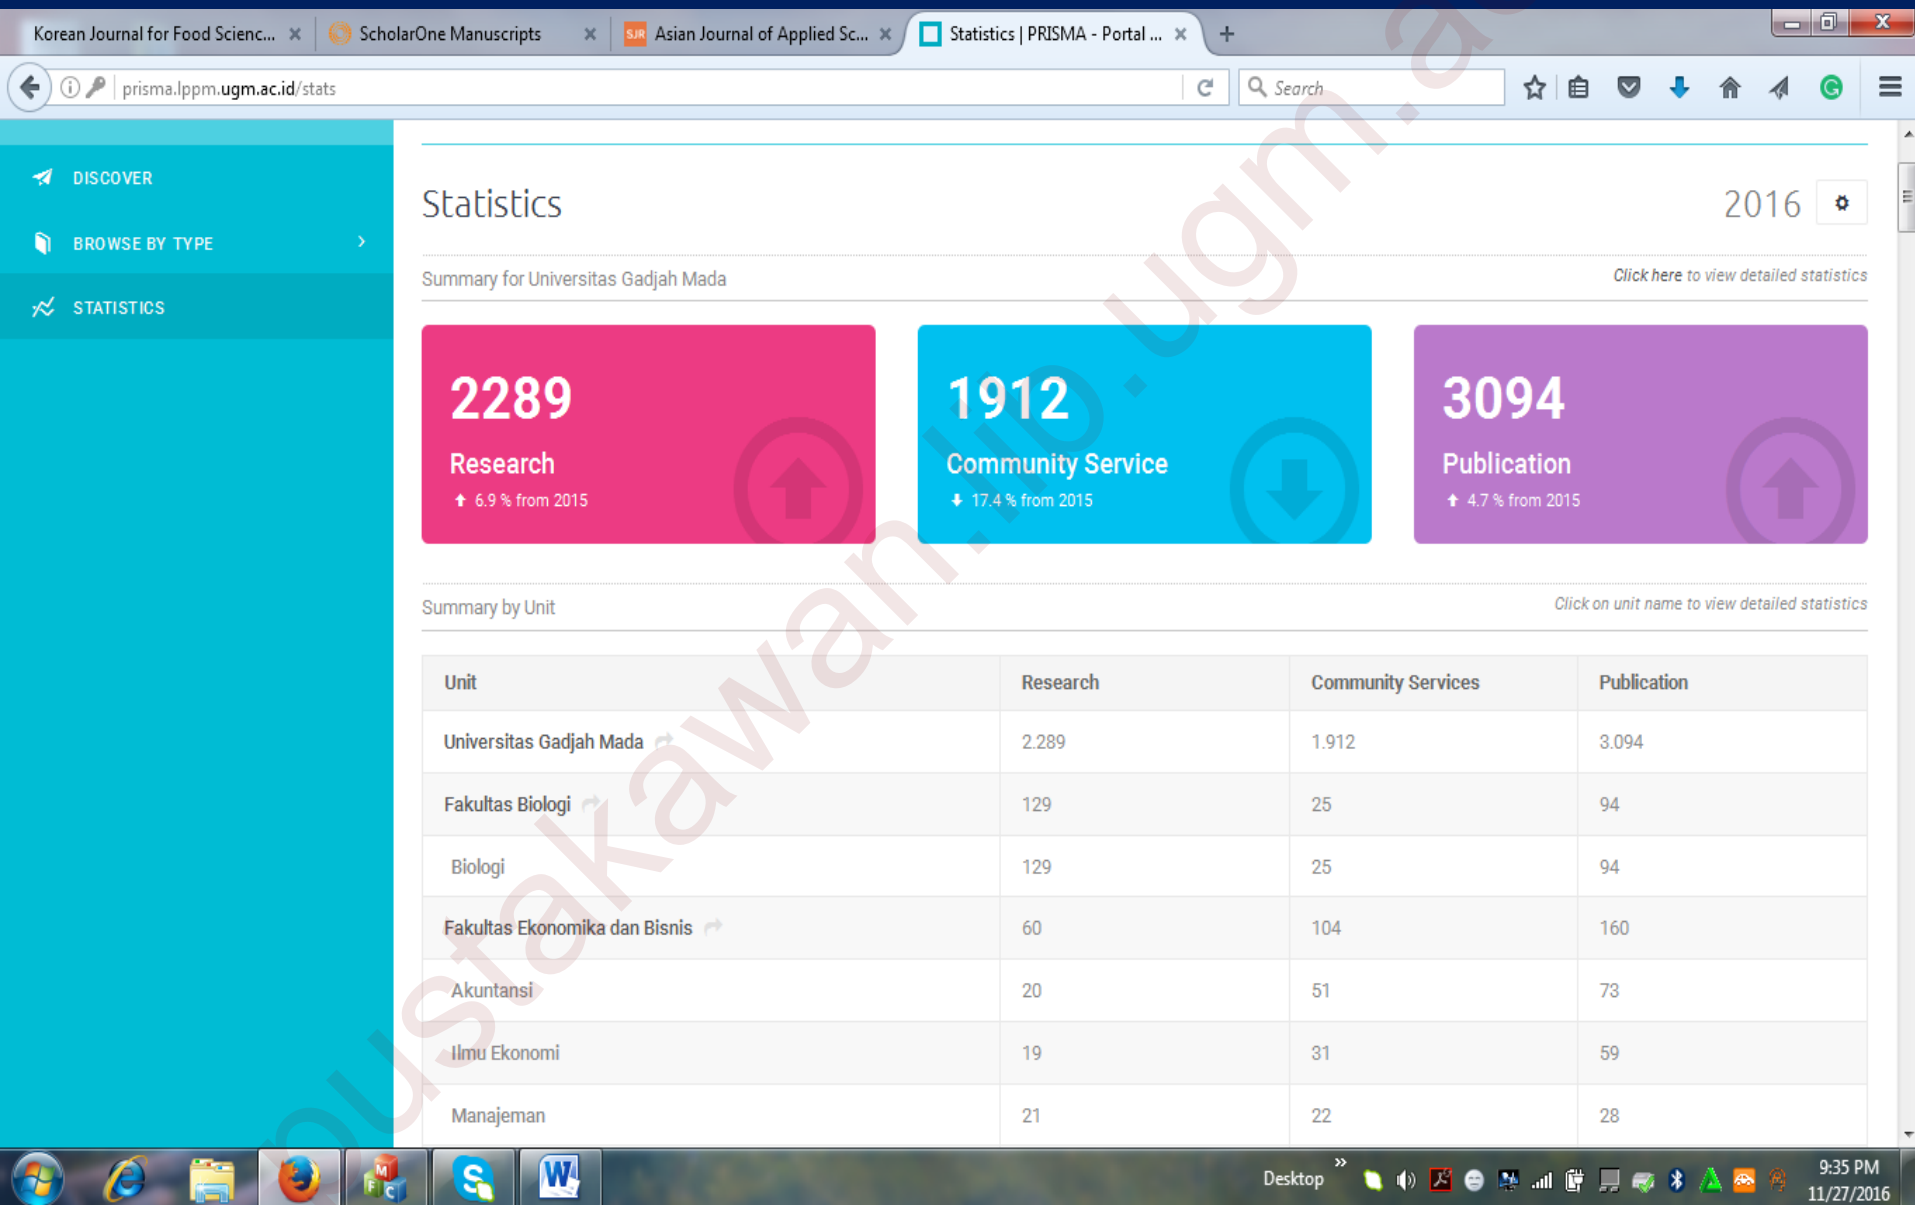 Korean Journal for Food Scienc...
ScholarOne Manuscripts
SJR Asian Journal of Applied Sc...
Statistics | PRISMA - Portal ...
prisma.lppm.ugm.ac.id/stats
Search
DISCOVER
BROWSE BY TYPE
STATISTICS
Statistics
2016
Summary for Universitas Gadjah Mada
Click here to view detailed statistics
2289
Research
6.9 % from 2015
1912
Community Service
17.4 % from 2015
3094
Publication
4.7 % from 2015
Summary by Unit
Click on unit name to view detailed statistics
Unit Research Community Services Publication
Universitas Gadjah Mada 2.289 1.912 3.094
Fakultas Biologi 129 25 94
Biologi 129 25 94
Fakultas Ekonomika dan Bisnis 60 104 160
Akuntansi 20 51 73
Ilmu Ekonomi 19 31 59
Manajeman 21 22 28
pustakawan.lib.ugm.ac
Desktop
9:35 PM
11/27/2016